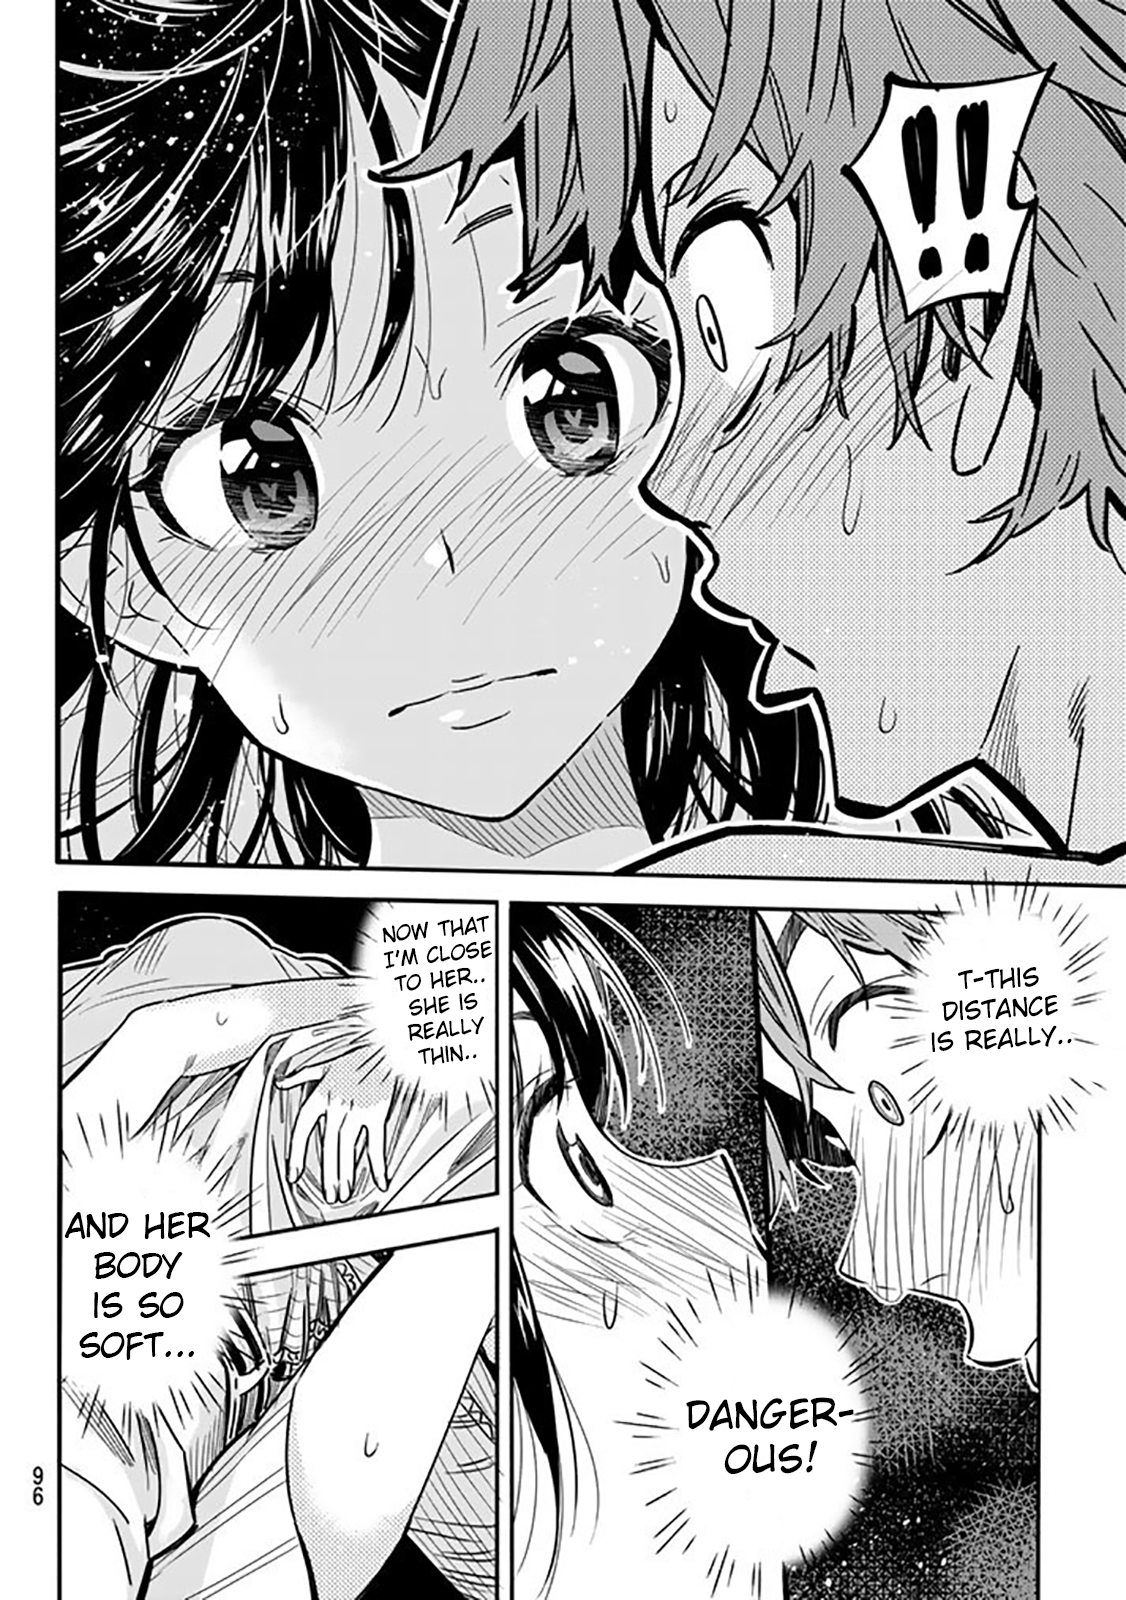 !!
T-THIS
DISTANCE
IS REALLY..
DANGER-
OUS!
NOW THAT
I'M CLOSE
TO HER..
SHE IS
REALLY
THIN..
AND HER
BODY
IS SO
SOFT...
96